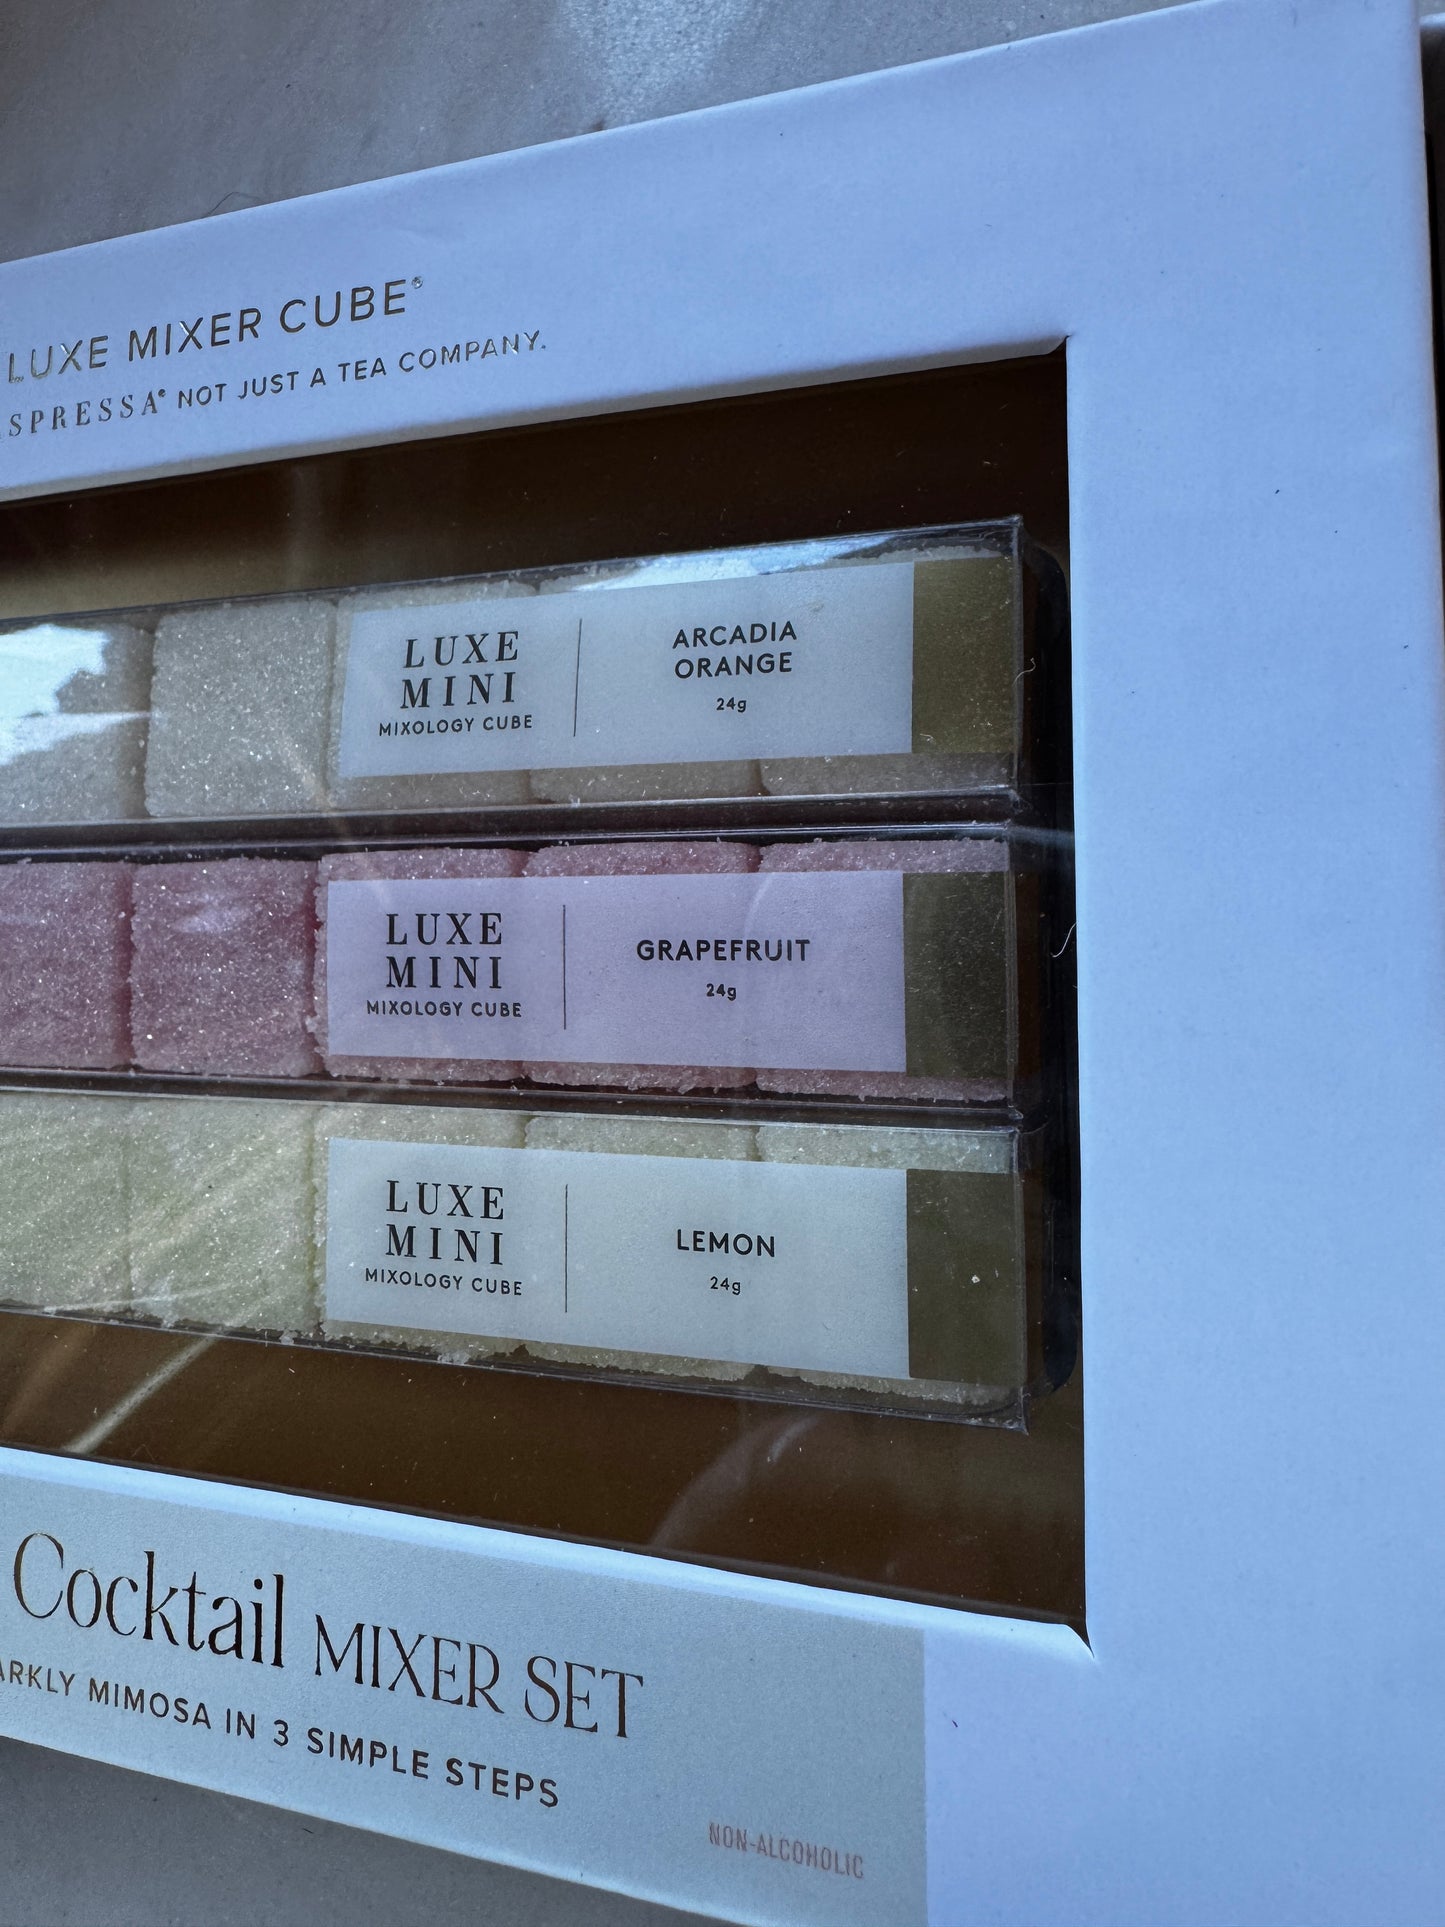 LUXE MIXER CUBE®
NOT JUST A TEA COMPANY.
LUXE
MINI
MIXOLOGY CUBE
ARCADIA
ORANGE
24g
LUXE
MINI
MIXOLOGY CUBE
GRAPEFRUIT
24g
LUXE
MINI
MIXOLOGY CUBE
LEMON
24g
Cocktail MIXER SET
MIMOSA IN 3 SIMPLE STEPS
NON-ALCOHOLIC